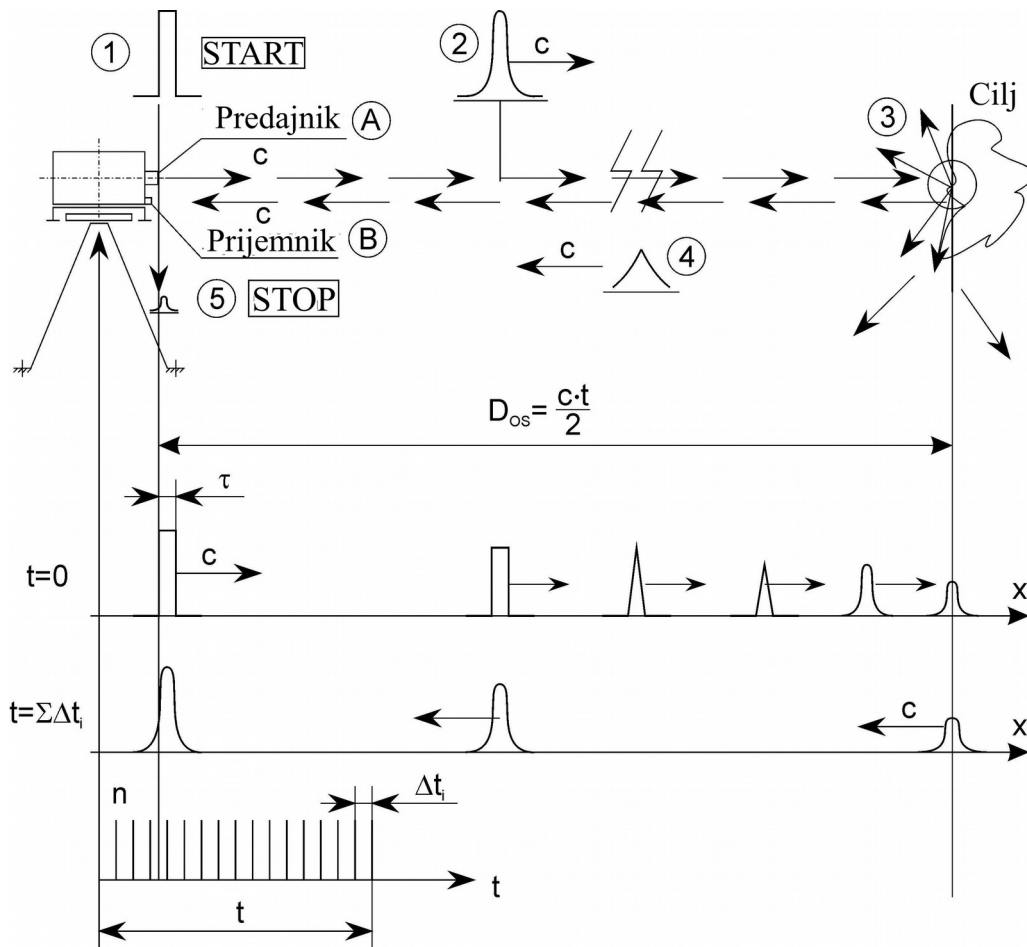 1 START
2 c
Cilj
3
Predajnik A
c
c
Prijemnik B
c 4
5 STOP
D_os = c·t/2
τ
t=0 c x
t=ΣΔt_i c x
n Δt_i
t
t